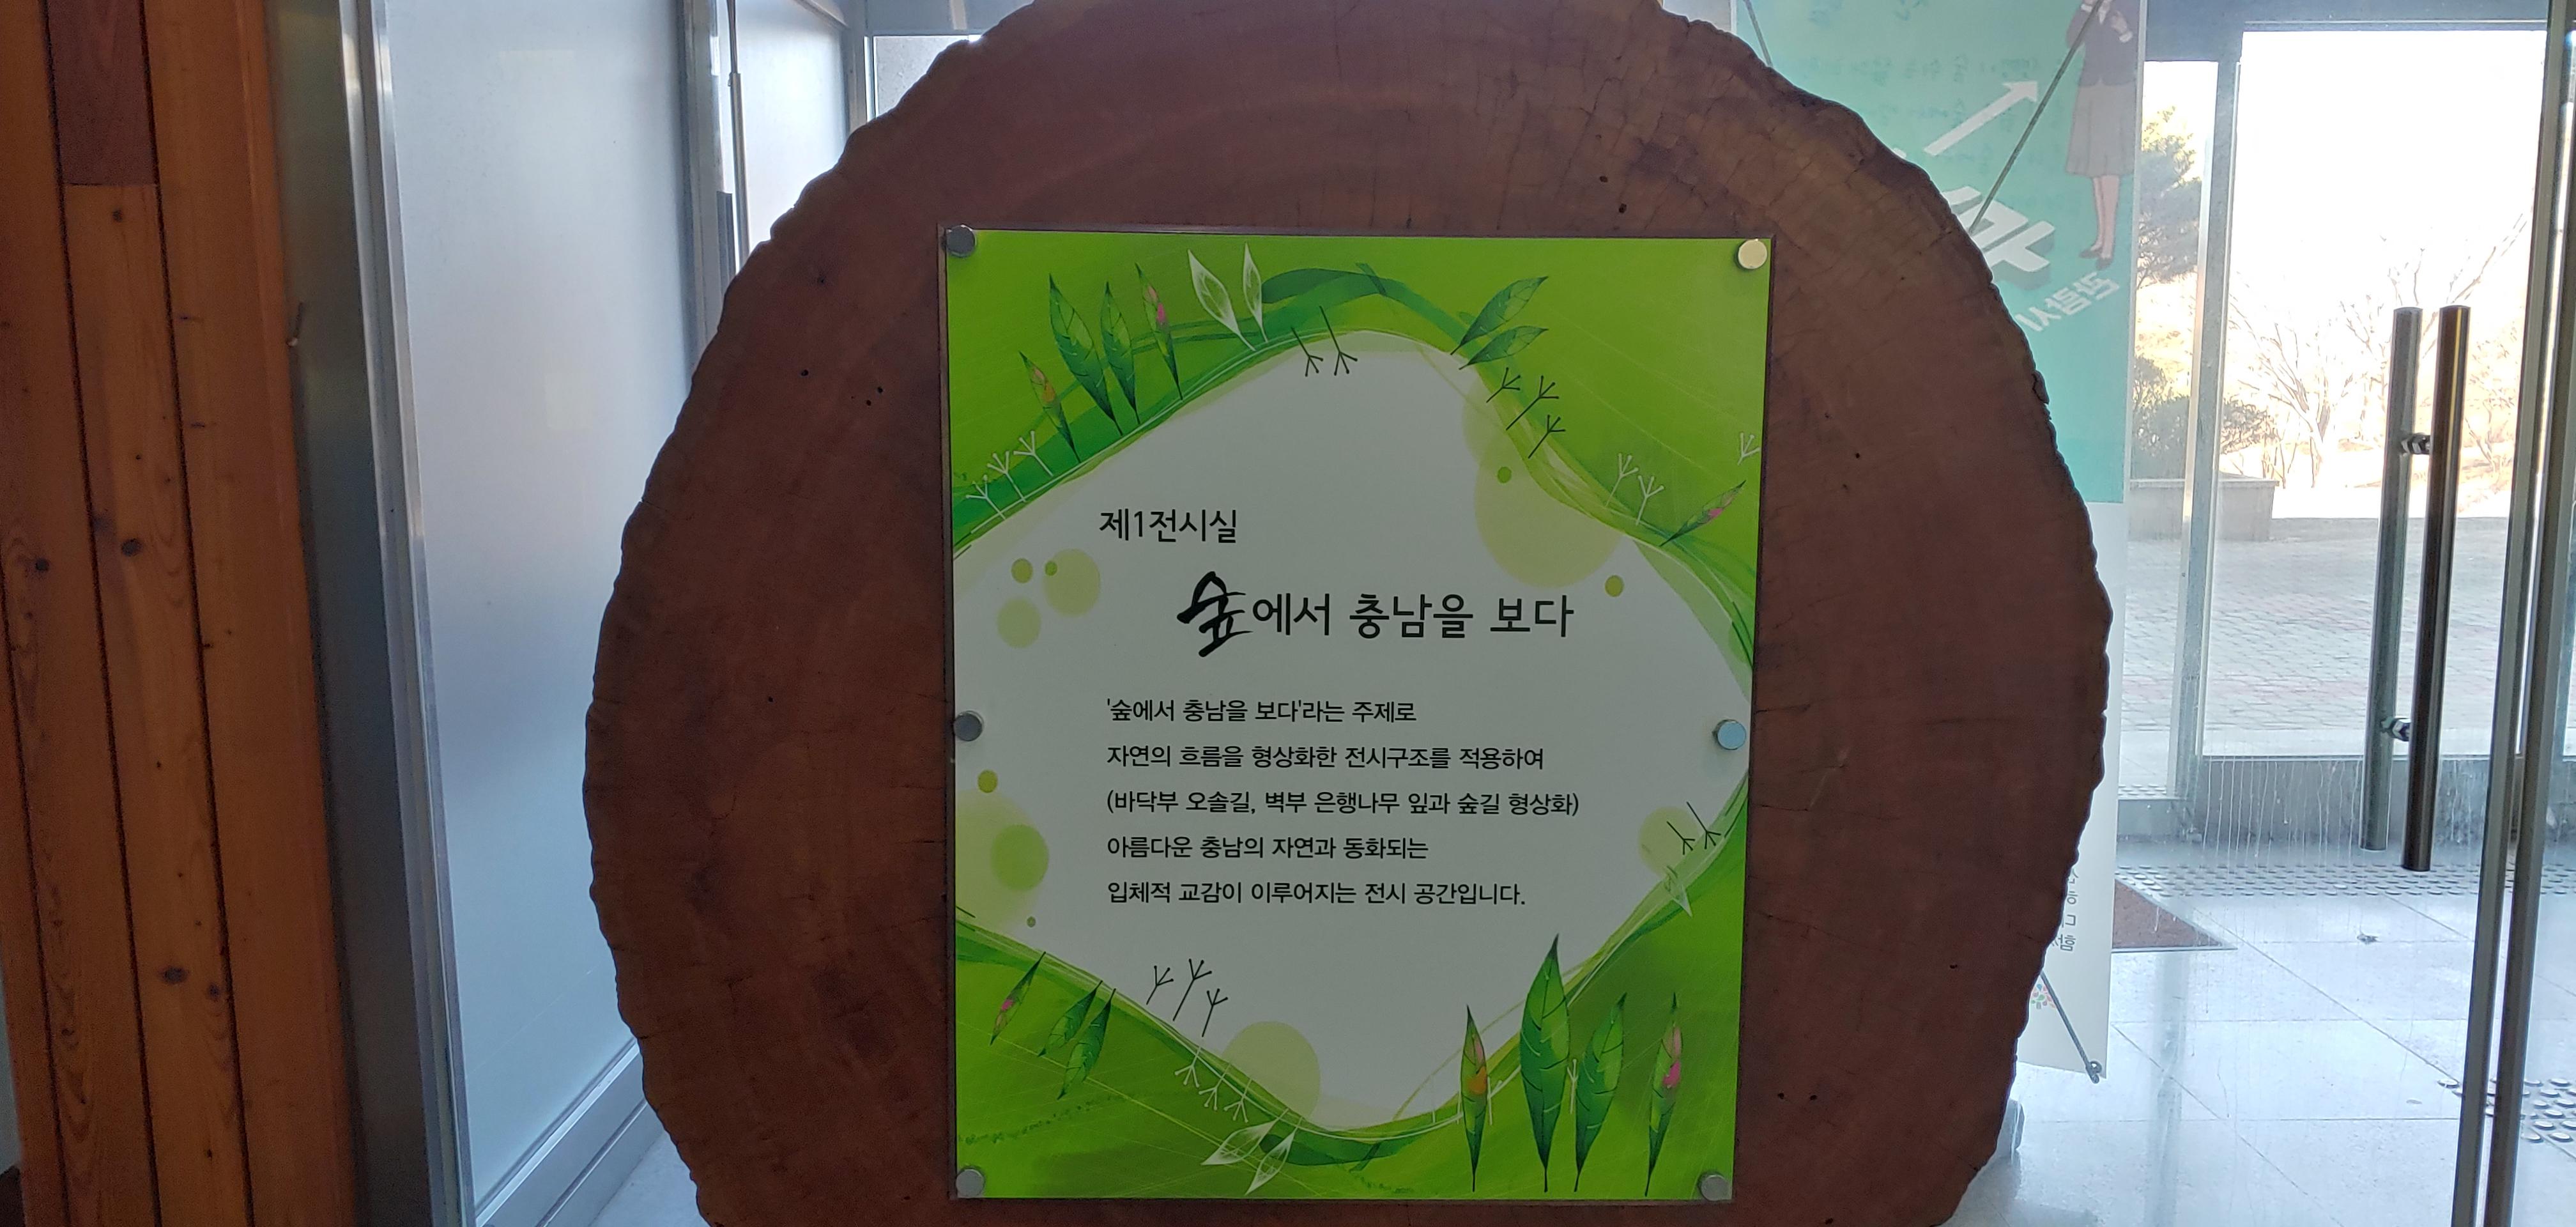 제1전시실
숲에서 충남을 보다
'숲에서 충남을 보다'라는 주제로
자연의 흐름을 형상화한 전시구조를 적용하여
(바닥부 오솔길, 벽부 은행나무 잎과 숲길 형상화)
아름다운 충남의 자연과 동화되는
입체적 교감이 이루어지는 전시 공간입니다.